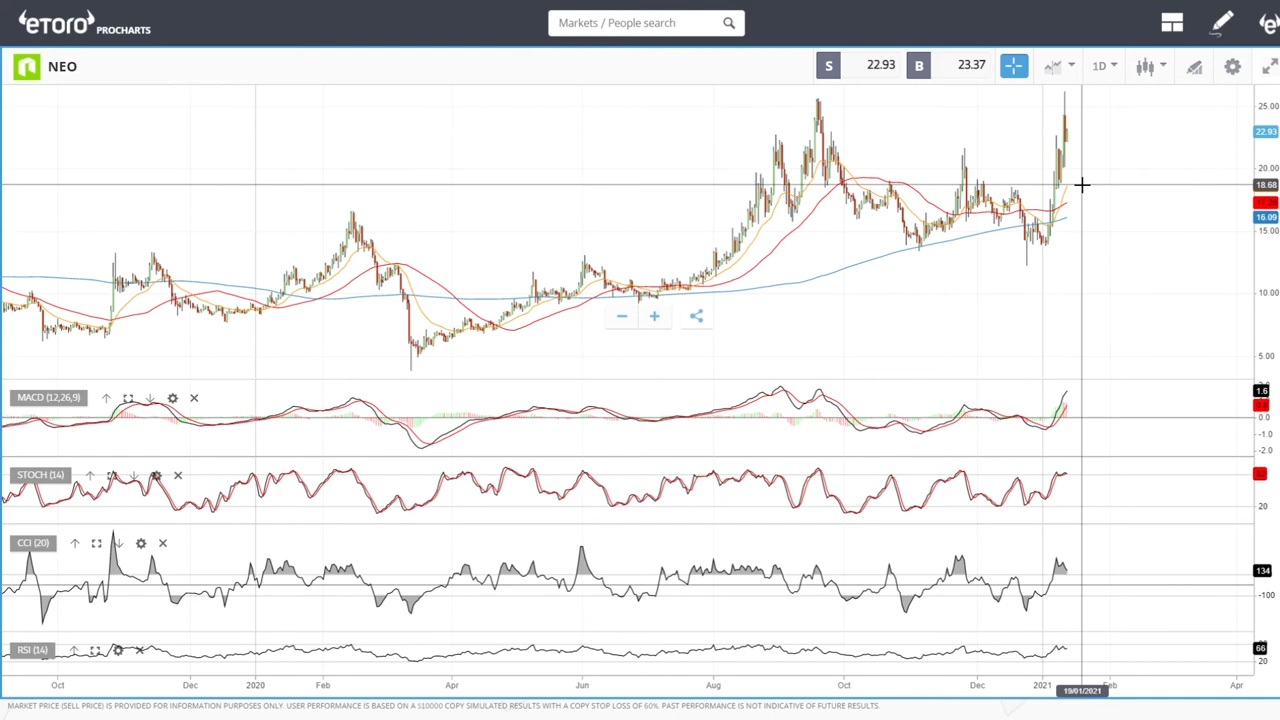 eToro PROCHARTS
Markets / People search
NEO
S 22.93 B 23.37
1D
25.00
22.93
20.00
18.68
16.09
15.00
10.00
5.00
MACD (12,26,9)
1.6
0.0
-1.0
-2.0
STOCH (14)
20
CCI (20)
134
-100
RSI (14)
66
20
Oct Dec 2020 Feb Apr Jun Aug Oct Dec 2021 Feb Apr
19/01/2021
MARKET PRICE (SELL PRICE) IS PROVIDED FOR INFORMATION PURPOSES ONLY. USER PERFORMANCE IS BASED ON A $10000 COPY SIMULATED RESULTS WITH A COPY STOP LOSS OF 60%. PAST PERFORMANCE IS NOT INDICATIVE OF FUTURE RESULTS.